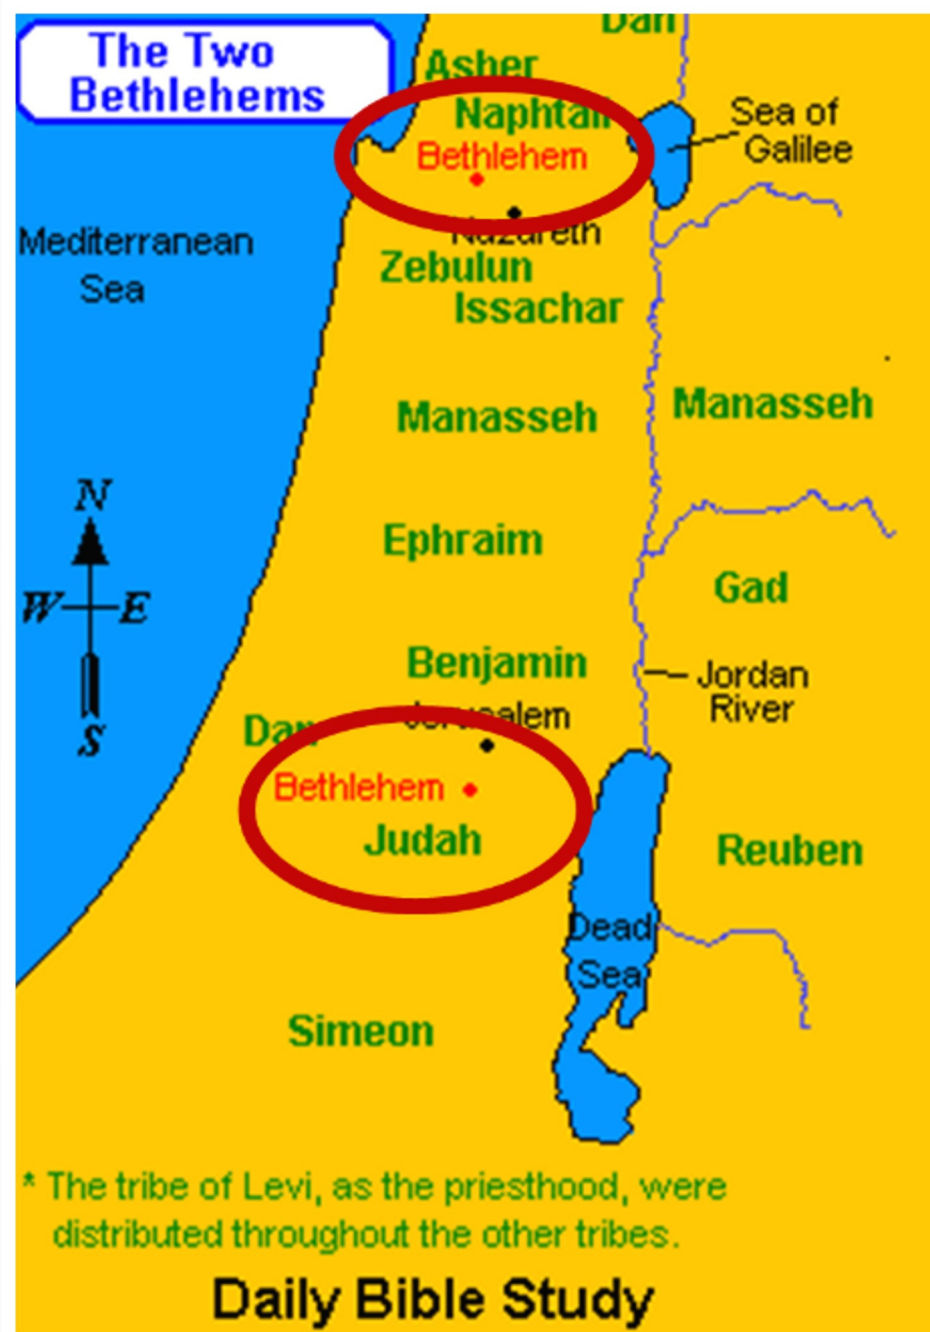 The Two
Bethlehems
Dan
Asher
Naphtali
Bethlehem
Sea of
Galilee
Nazareth
Mediterranean
Sea
Zebulun
Issachar
Manasseh
Manasseh
N
W E
S
Ephraim
Gad
Benjamin
Jordan
River
Jerusalem
Dan
Bethlehem
Judah
Reuben
Dead
Sea
Simeon
* The tribe of Levi, as the priesthood, were
distributed throughout the other tribes.
Daily Bible Study